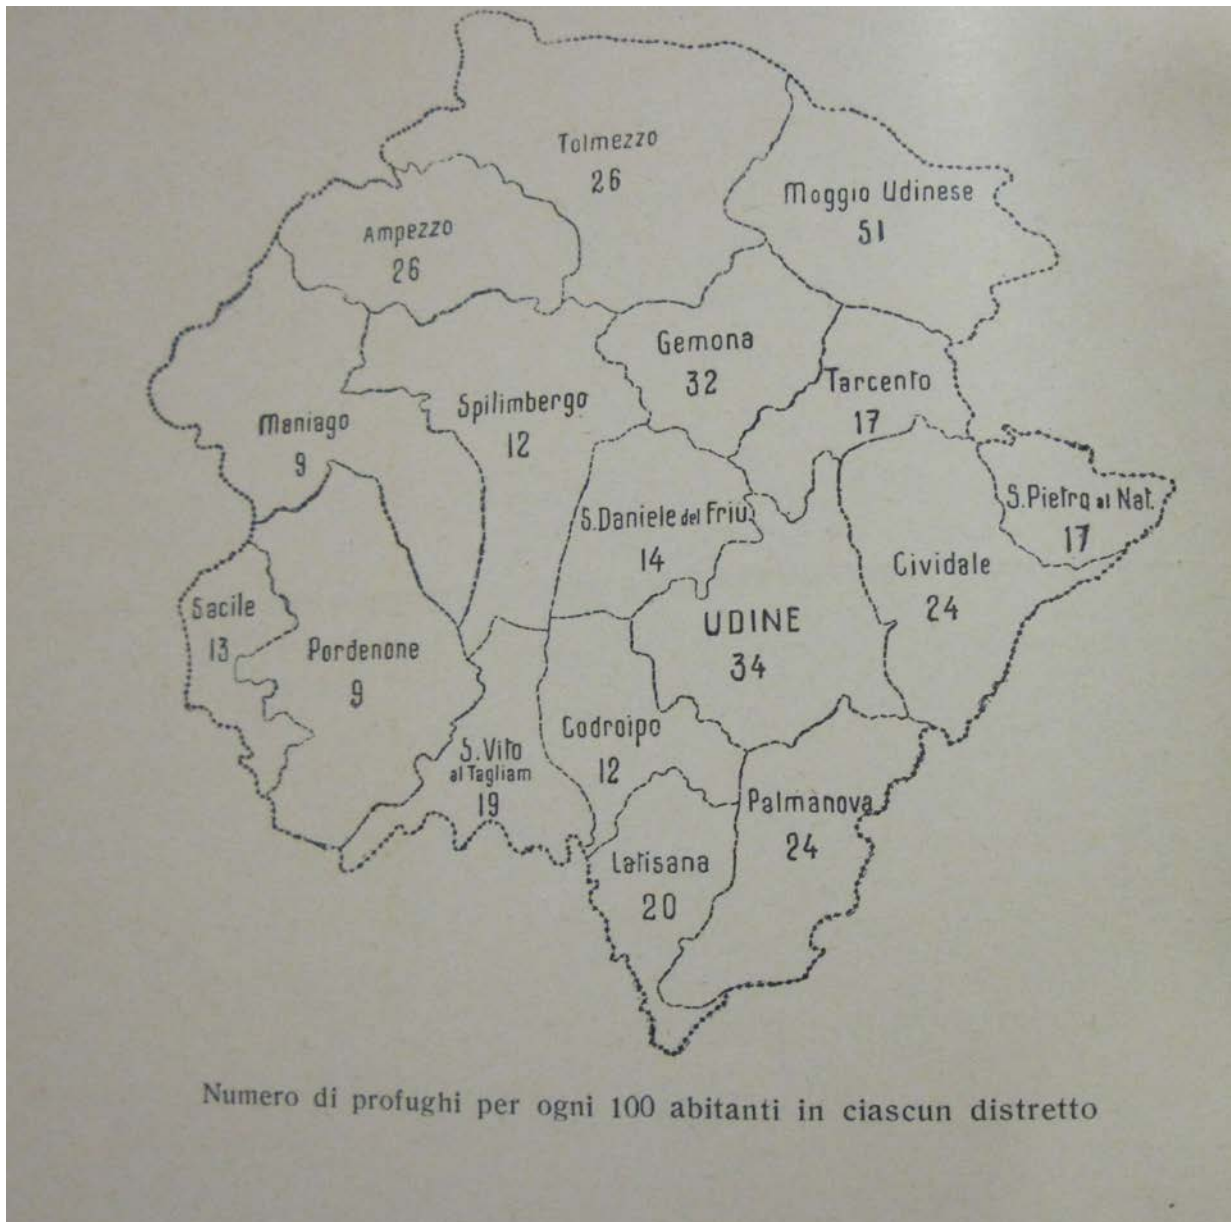 Tolmezzo
26
Moggio Udinese
51
Ampezzo
26
Gemona
32
Tarcento
17
Spilimbergo
12
Maniago
9
S. Pietro al Nat.
17
S. Daniele del Friu.
14
Cividale
24
Sacile
13
UDINE
34
Pordenone
9
Codroipo
12
S. Vito
al Tagliam
19
Palmanova
24
Latisana
20
Numero di profughi per ogni 100 abitanti in ciascun distretto